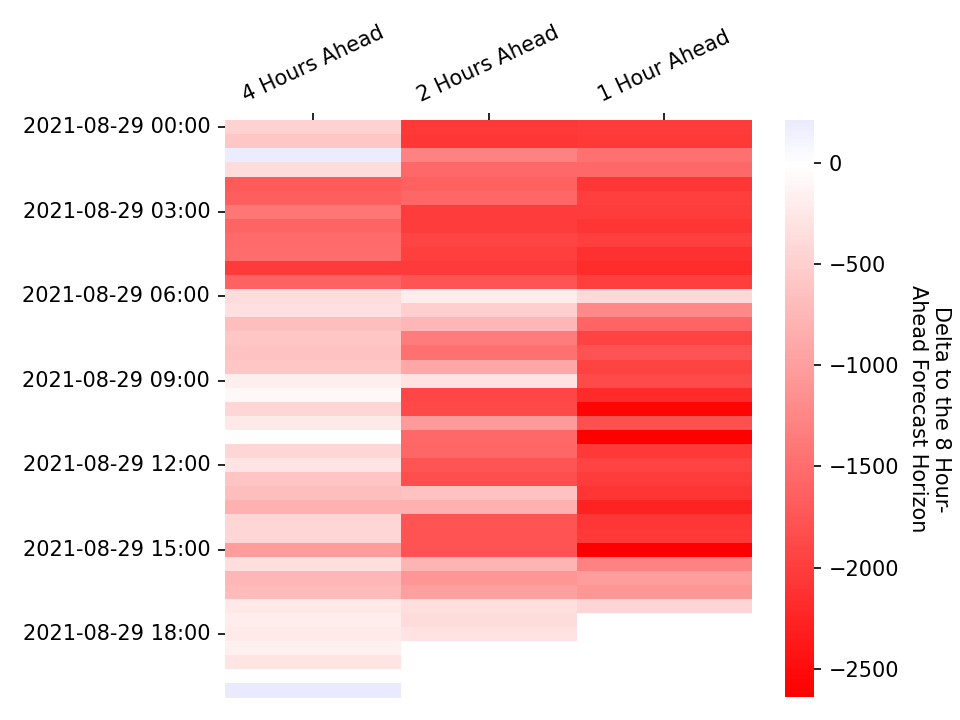 4 Hours Ahead
2 Hours Ahead
1 Hour Ahead
2021-08-29 00:00
2021-08-29 03:00
2021-08-29 06:00
2021-08-29 09:00
2021-08-29 12:00
2021-08-29 15:00
2021-08-29 18:00
0
−500
−1000
−1500
−2000
−2500
Delta to the 8 Hour-
Ahead Forecast Horizon